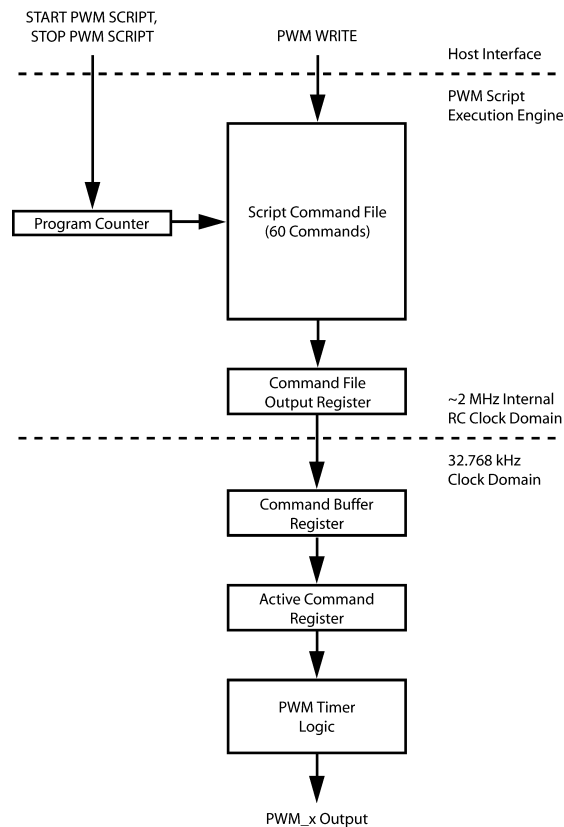 START PWM SCRIPT,
STOP PWM SCRIPT
PWM WRITE
Host Interface
PWM Script
Execution Engine
Program Counter
Script Command File
(60 Commands)
Command File
Output Register
~2 MHz Internal
RC Clock Domain
32.768 kHz
Clock Domain
Command Buffer
Register
Active Command
Register
PWM Timer
Logic
PWM_x Output